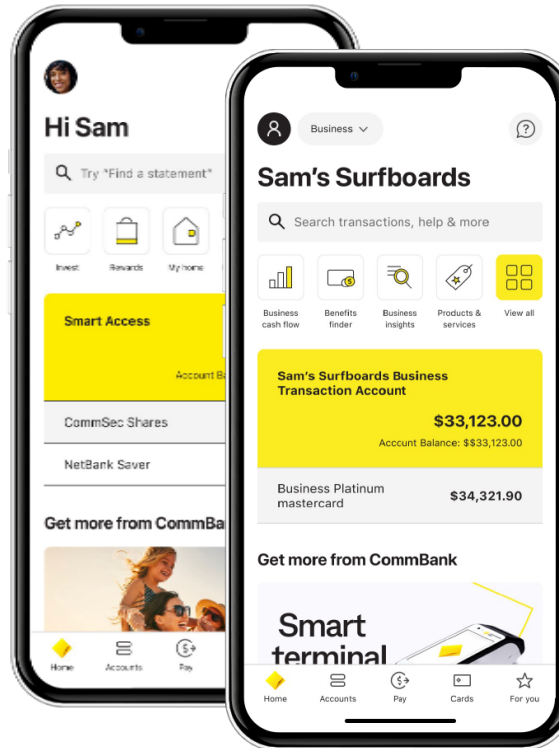 Hi Sam
Try "Find a statement"
Invest
Rewards
My home
Smart Access
Account Ba
CommSec Shares
NetBank Saver
Get more from CommBa
Home
Accounts
Pay
Business
Sam's Surfboards
Search transactions, help & more
Business
cash flow
Benefits
finder
Business
insights
Products &
services
View all
Sam's Surfboards Business
Transaction Account
$33,123.00
Account Balance: $$33,123.00
Business Platinum
mastercard
$34,321.90
Get more from CommBank
Smart
terminal
Home
Accounts
Pay
Cards
For you